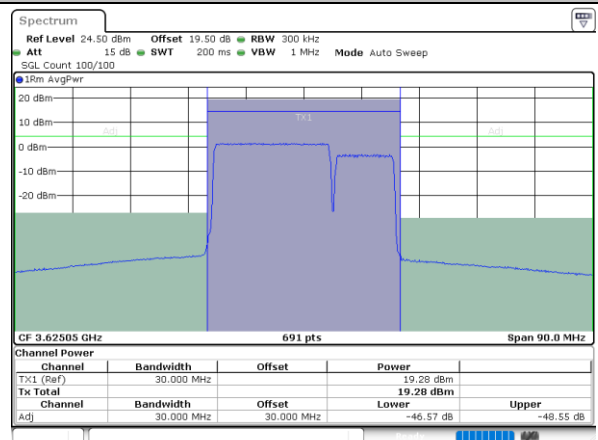 Spectrum
Ref Level 24.50 dBm Offset 19.50 dB RBW 300 kHz
Att 15 dB SWT 200 ms VBW 1 MHz Mode Auto Sweep
SGL Count 100/100
1Rm AvgPwr
20 dBm
TX1
10 dBm
Adj Adj
0 dBm
-10 dBm
-20 dBm
CF 3.62505 GHz 691 pts Span 90.0 MHz
Channel Power
Channel Bandwidth Offset Power
TX1 (Ref) 30.000 MHz 19.28 dBm
Tx Total 19.28 dBm
Channel Bandwidth Offset Lower Upper
Adj 30.000 MHz 30.000 MHz -46.57 dB -48.55 dB
Ready